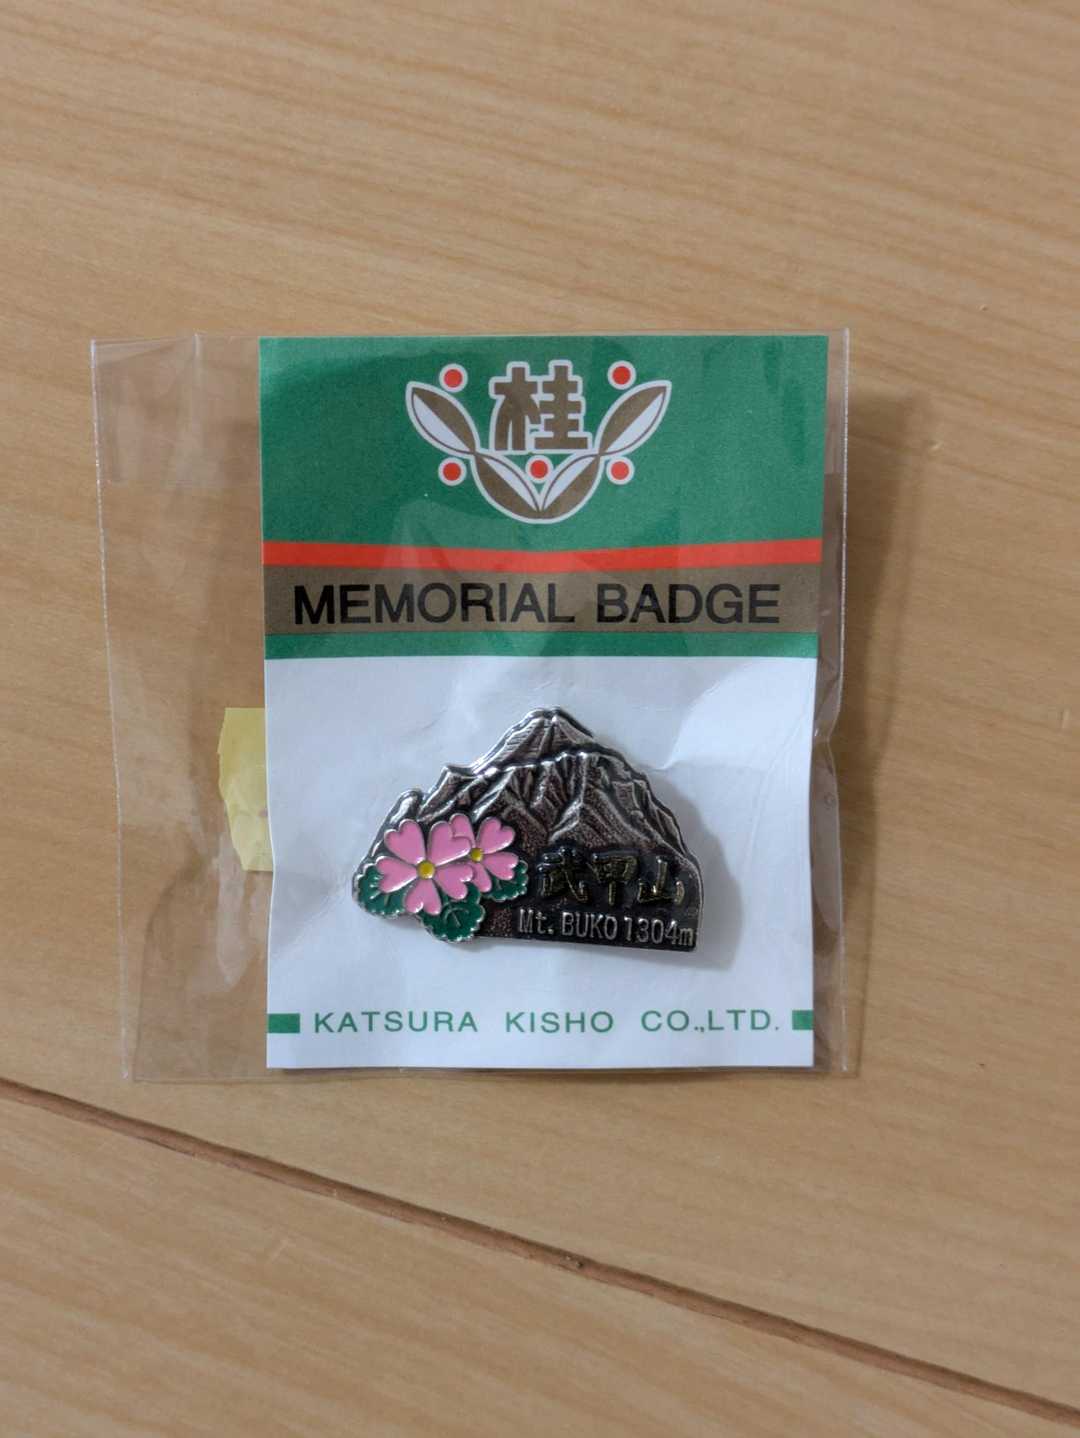 桂
MEMORIAL BADGE
武甲山
Mt. BUKO 1304m
KATSURA KISHO CO.,LTD.